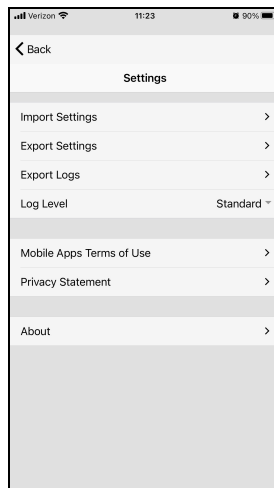 Verizon 11:23 90%
Back
Settings
Import Settings
Export Settings
Export Logs
Log Level Standard
Mobile Apps Terms of Use
Privacy Statement
About